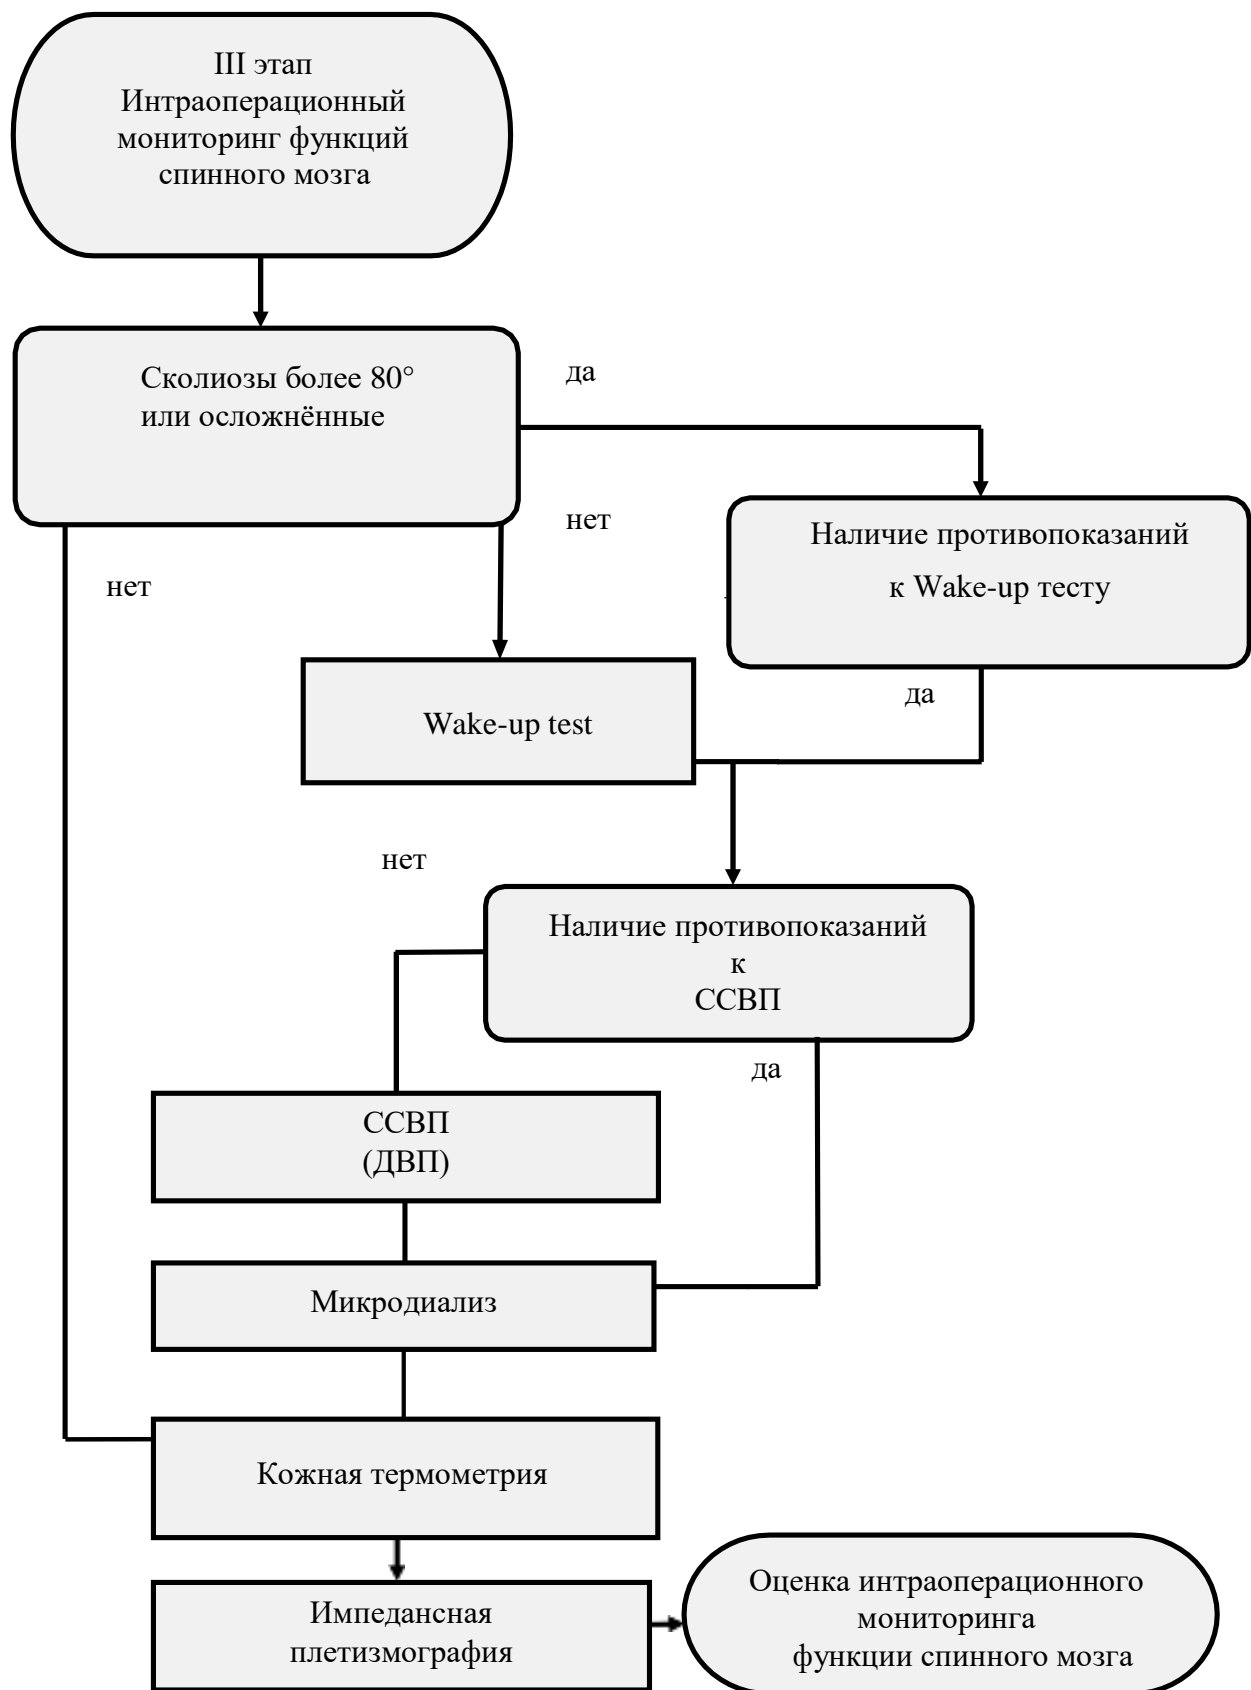 III этап
Интраоперационный
мониторинг функций
спинного мозга
Сколиозы более 80°
или осложнённые
да
нет
нет
Наличие противопоказаний
к Wake-up тесту
Wake-up test
да
нет
Наличие противопоказаний
к
ССВП
да
ССВП
(ДВП)
Микродиализ
Кожная термометрия
Импедансная
плетизмография
Оценка интраоперационного
мониторинга
функции спинного мозга